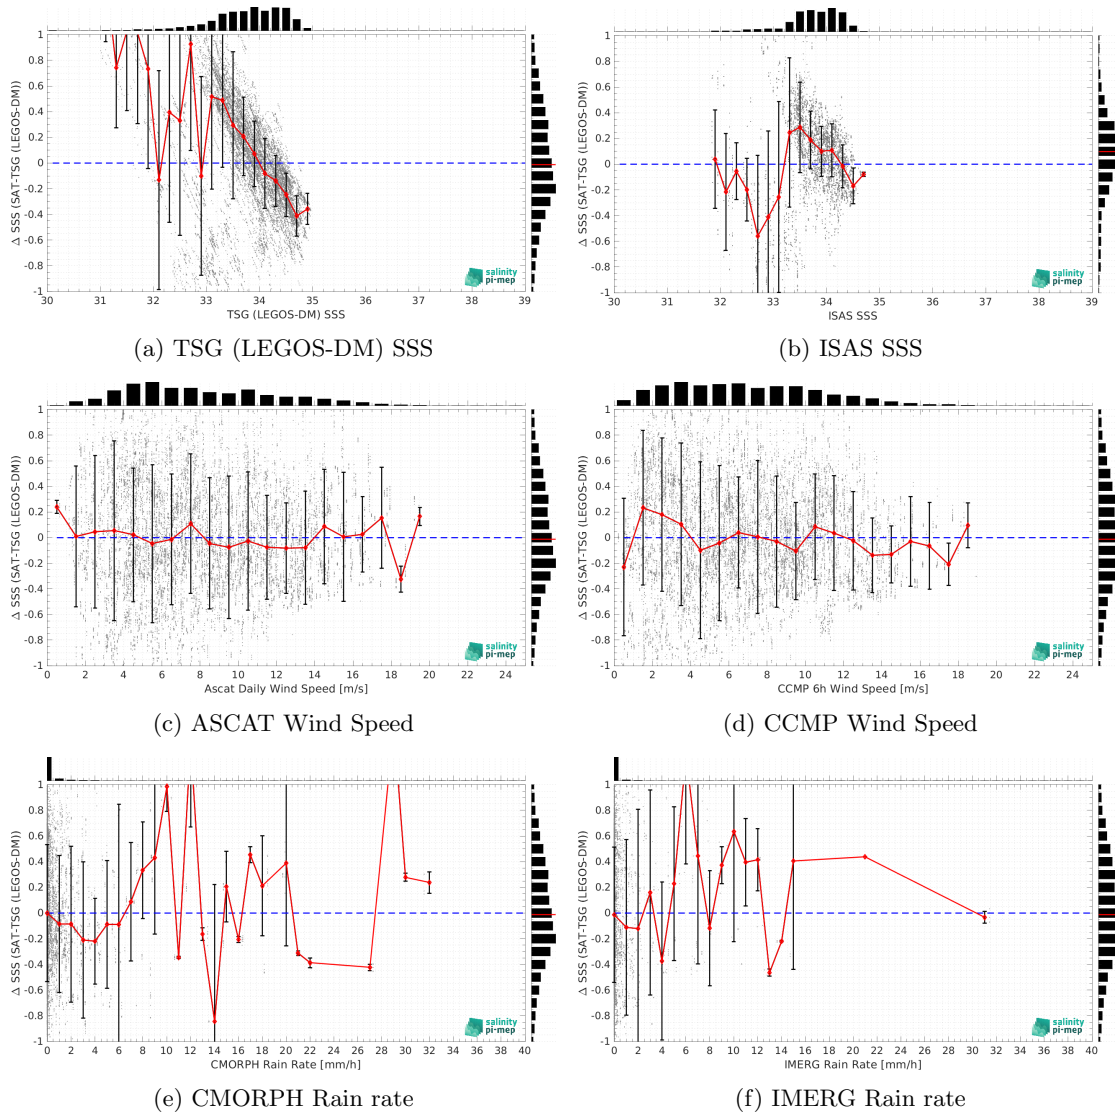 1
0.8
0.6
0.4
0.2
0
-0.2
-0.4
-0.6
-0.8
-1
Δ SSS (SAT-TSG (LEGOS-DM))
30 31 32 33 34 35 36 37 38 39
TSG (LEGOS-DM) SSS
salinity
pi-mep
(a) TSG (LEGOS-DM) SSS
1
0.8
0.6
0.4
0.2
0
-0.2
-0.4
-0.6
-0.8
-1
Δ SSS (SAT-TSG (LEGOS-DM))
30 31 32 33 34 35 36 37 38 39
ISAS SSS
salinity
pi-mep
(b) ISAS SSS
1
0.8
0.6
0.4
0.2
0
-0.2
-0.4
-0.6
-0.8
-1
Δ SSS (SAT-TSG (LEGOS-DM))
0 2 4 6 8 10 12 14 16 18 20 22 24
Ascat Daily Wind Speed [m/s]
salinity
pi-mep
(c) ASCAT Wind Speed
1
0.8
0.6
0.4
0.2
0
-0.2
-0.4
-0.6
-0.8
-1
Δ SSS (SAT-TSG (LEGOS-DM))
0 2 4 6 8 10 12 14 16 18 20 22 24
CCMP 6h Wind Speed [m/s]
salinity
pi-mep
(d) CCMP Wind Speed
1
0.8
0.6
0.4
0.2
0
-0.2
-0.4
-0.6
-0.8
-1
Δ SSS (SAT-TSG (LEGOS-DM))
0 2 4 6 8 10 12 14 16 18 20 22 24 26 28 30 32 34 36 38 40
CMORPH Rain Rate [mm/h]
salinity
pi-mep
(e) CMORPH Rain rate
1
0.8
0.6
0.4
0.2
0
-0.2
-0.4
-0.6
-0.8
-1
Δ SSS (SAT-TSG (LEGOS-DM))
0 2 4 6 8 10 12 14 16 18 20 22 24 26 28 30 32 34 36 38 40
IMERG Rain Rate [mm/h]
salinity
pi-mep
(f) IMERG Rain rate